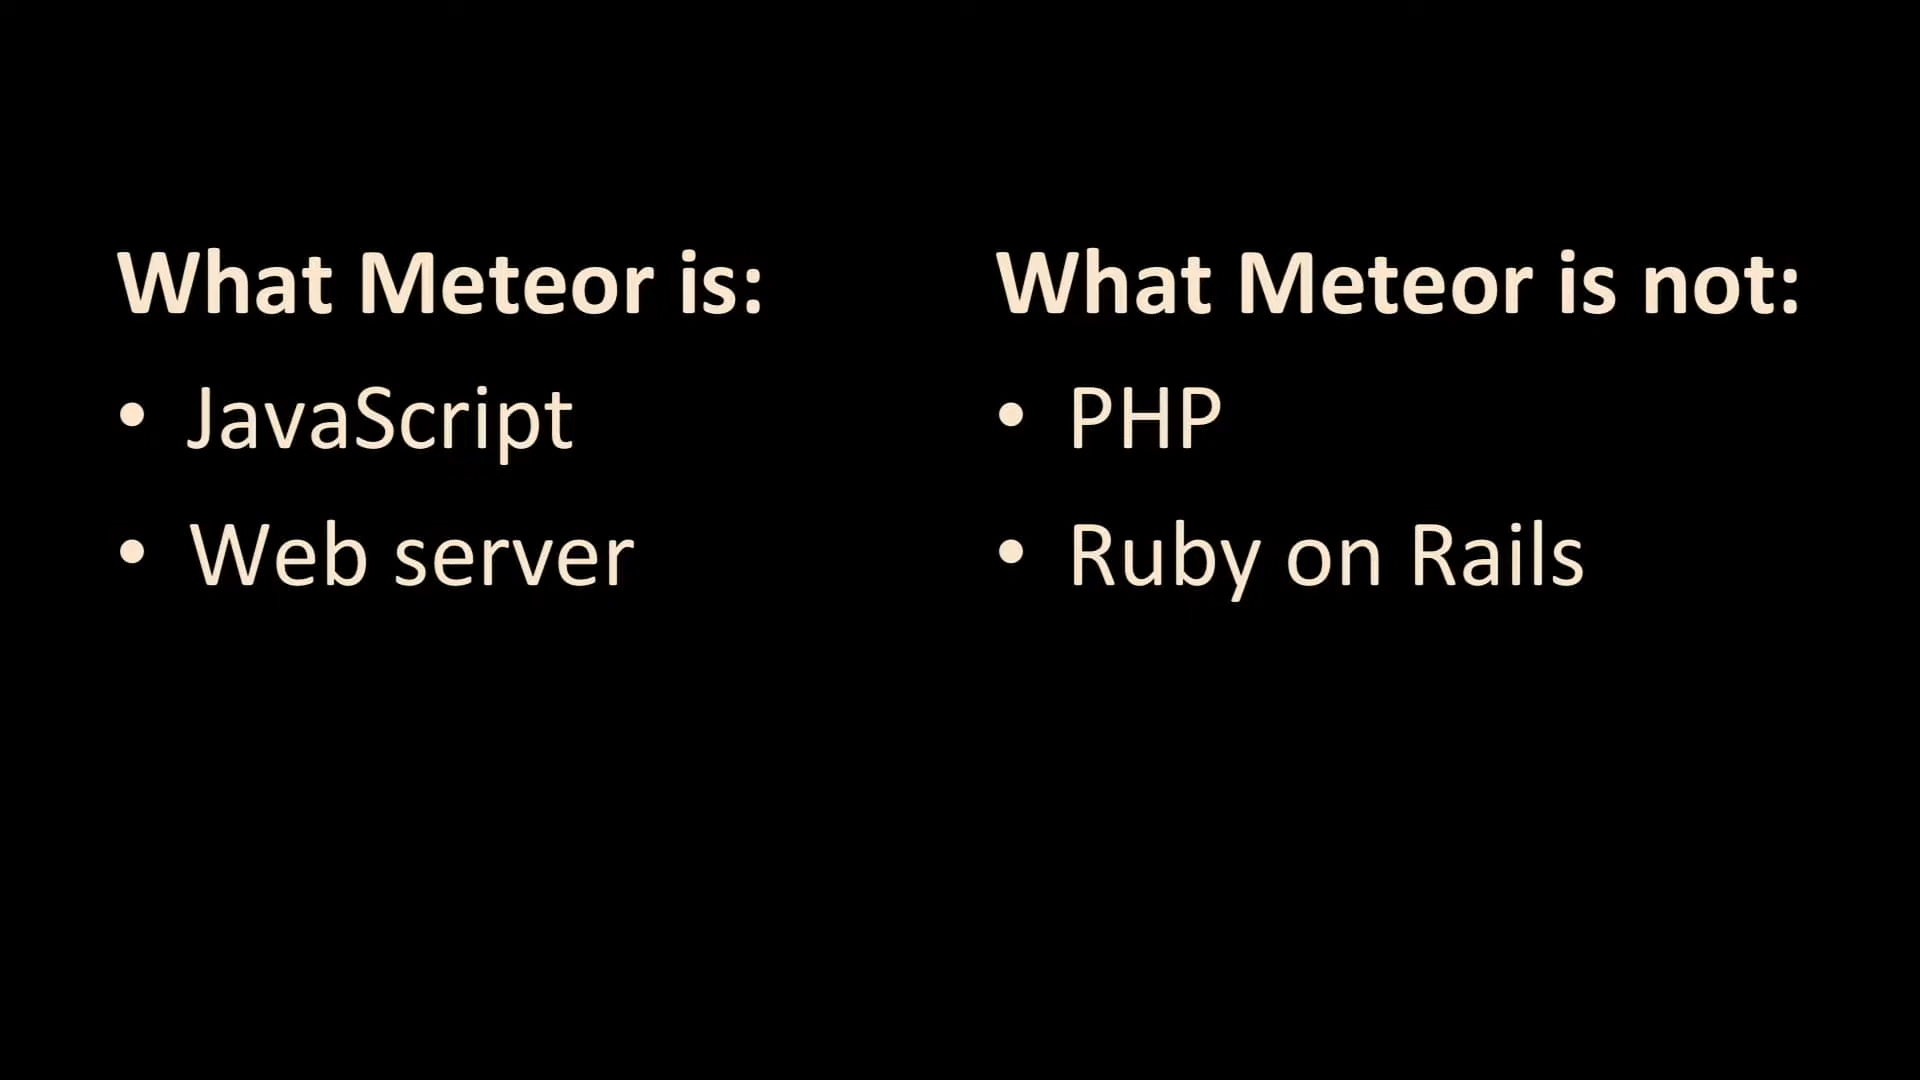 What Meteor is:
• JavaScript
• Web server
What Meteor is not:
• PHP
• Ruby on Rails